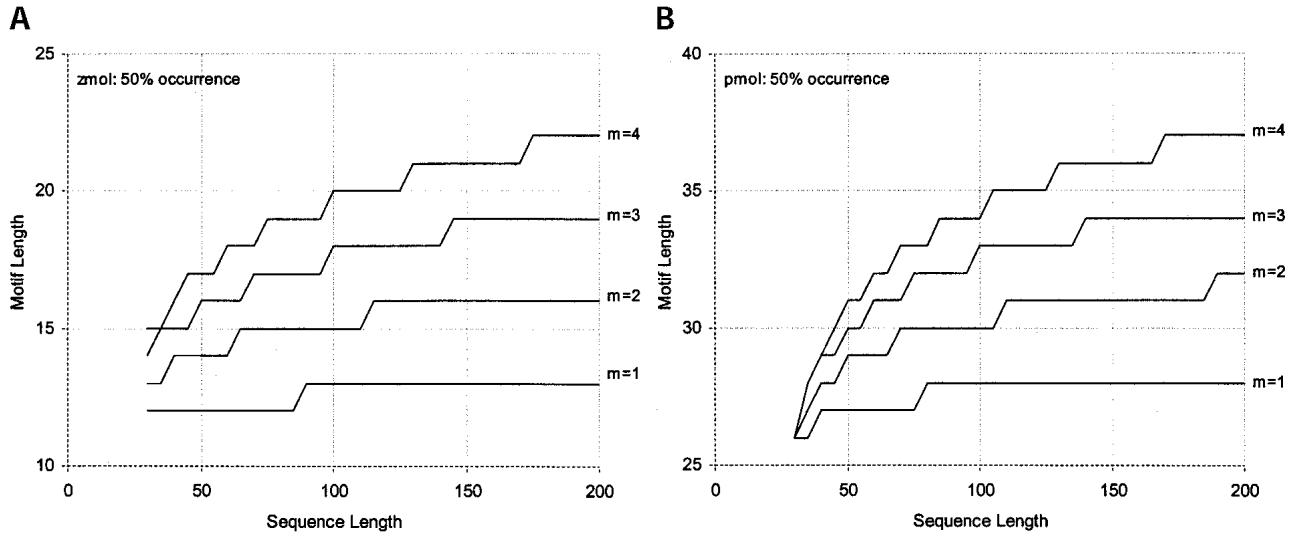 A
25
20
15
10
Motif Length
zmol: 50% occurrence
m=4
m=3
m=2
m=1
0
50
100
150
200
Sequence Length
B
40
35
30
25
Motif Length
pmol: 50% occurrence
m=4
m=3
m=2
m=1
0
50
100
150
200
Sequence Length